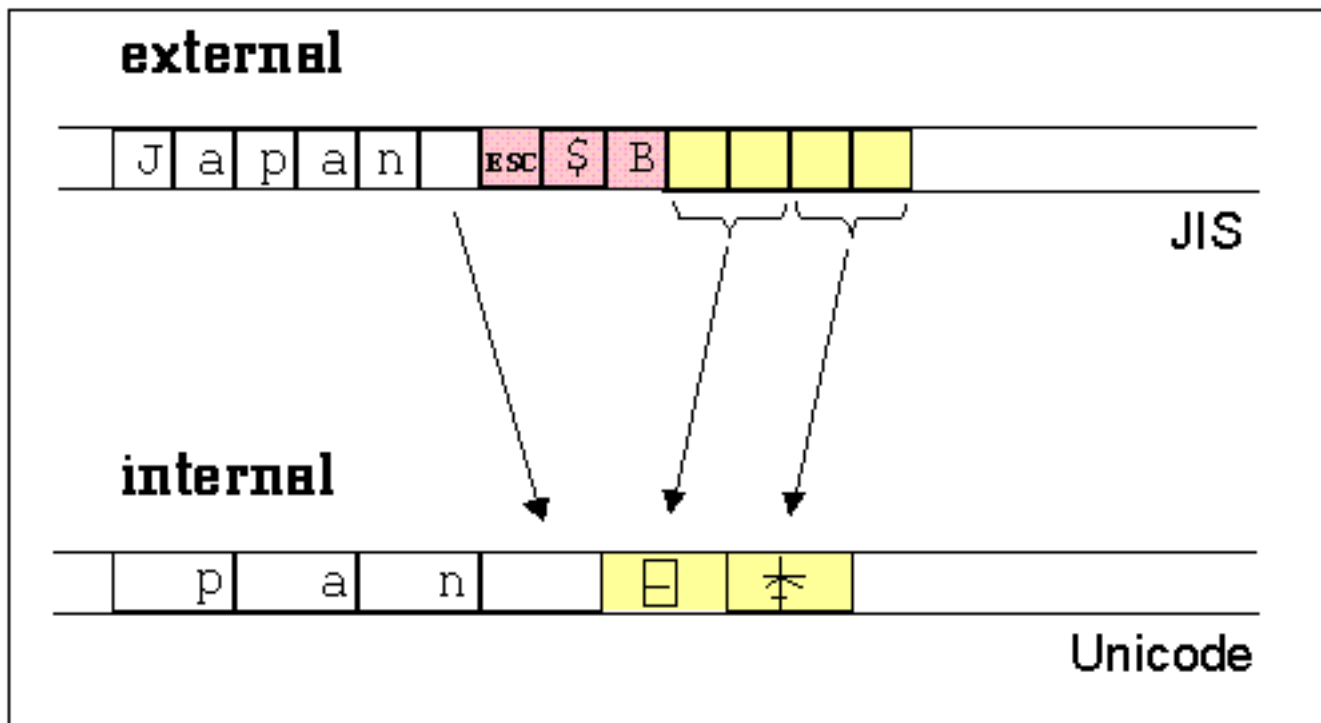 external
J a p a n ESC $ B
JIS
internal
p a n 日 本
Unicode